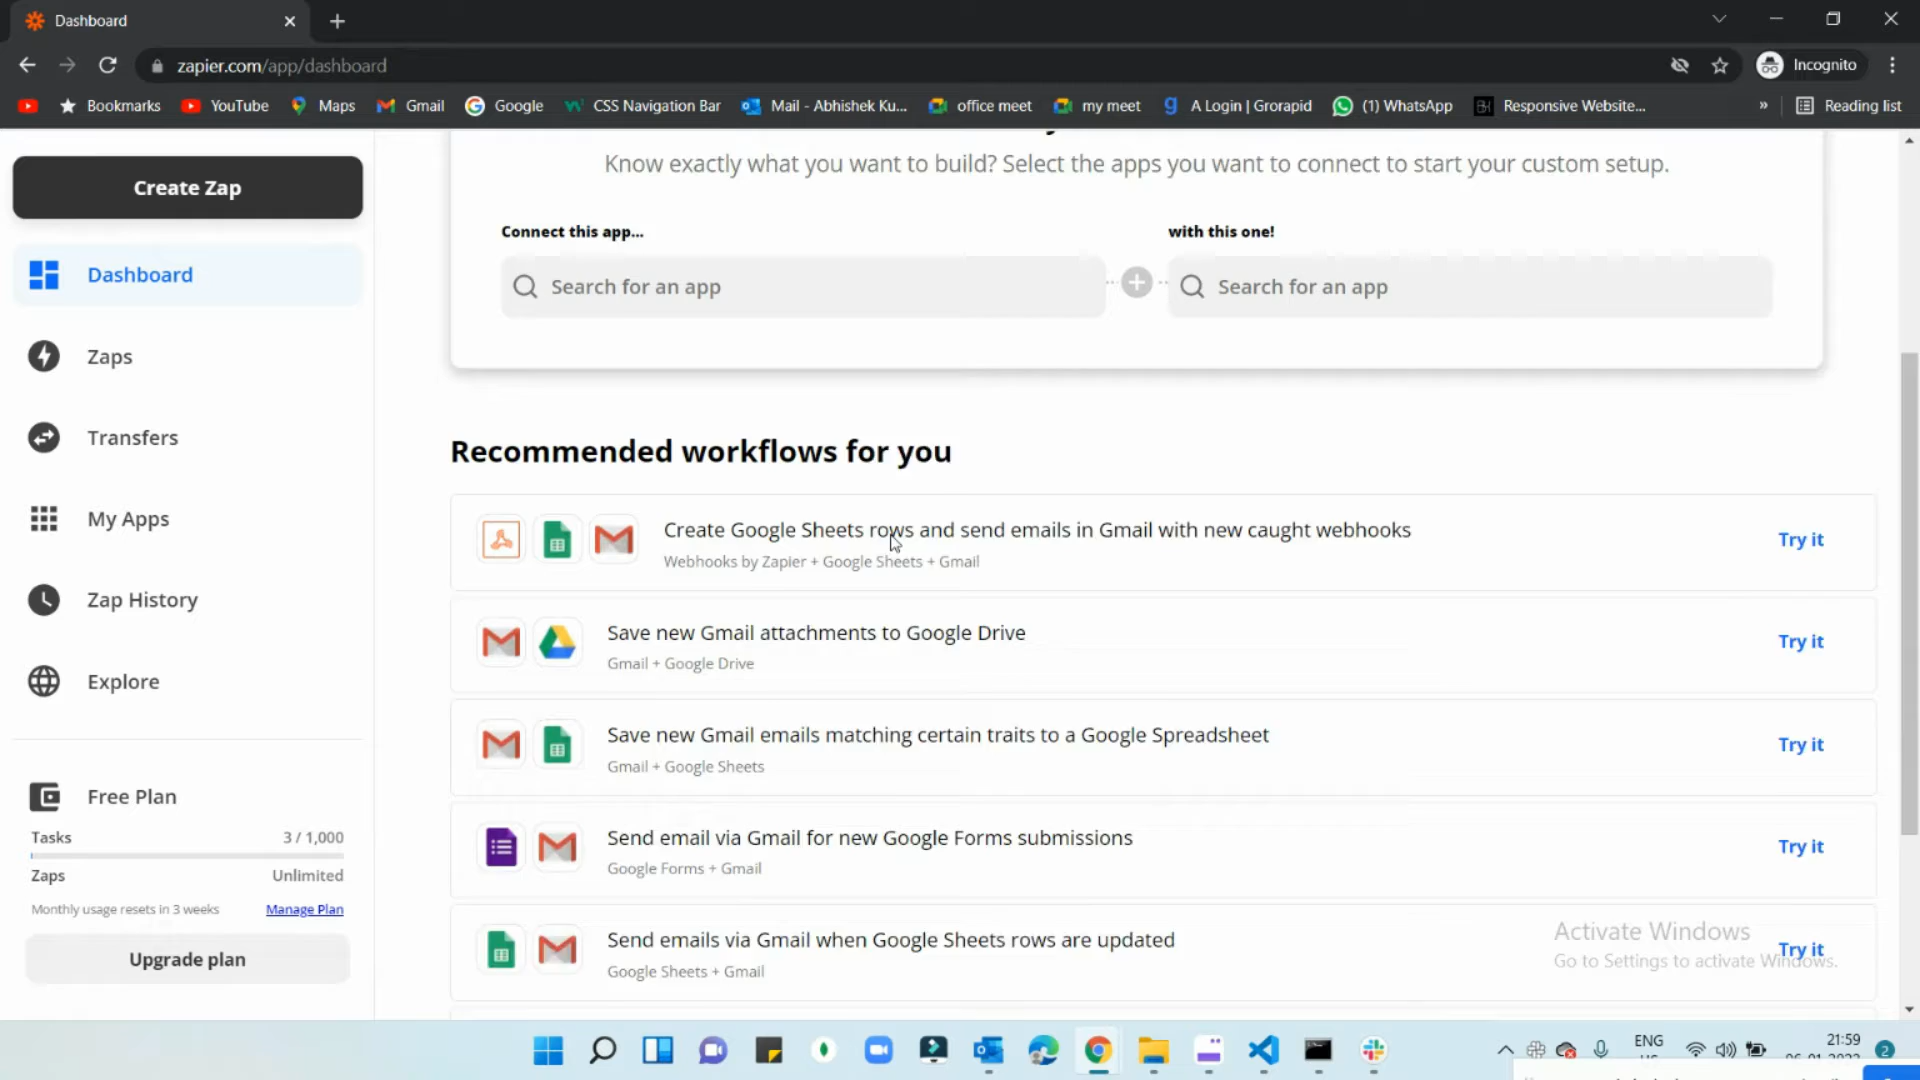 Dashboard
zapier.com/app/dashboard
Incognito
Bookmarks YouTube Maps Gmail Google CSS Navigation Bar Mail - Abhishek Ku... office meet my meet A Login | Grorapid (1) WhatsApp Responsive Website... » Reading list
Create Zap
Dashboard
Zaps
Transfers
My Apps
Zap History
Explore
Free Plan
Tasks 3 / 1,000
Zaps Unlimited
Monthly usage resets in 3 weeks Manage Plan
Upgrade plan
Know exactly what you want to build? Select the apps you want to connect to start your custom setup.
Connect this app... with this one!
Search for an app Search for an app
Recommended workflows for you
Create Google Sheets rows and send emails in Gmail with new caught webhooks
Webhooks by Zapier + Google Sheets + Gmail
Try it
Save new Gmail attachments to Google Drive
Gmail + Google Drive
Try it
Save new Gmail emails matching certain traits to a Google Spreadsheet
Gmail + Google Sheets
Try it
Send email via Gmail for new Google Forms submissions
Google Forms + Gmail
Try it
Send emails via Gmail when Google Sheets rows are updated
Google Sheets + Gmail
Try it
Activate Windows
Go to Settings to activate Windows.
ENG
21:59
2